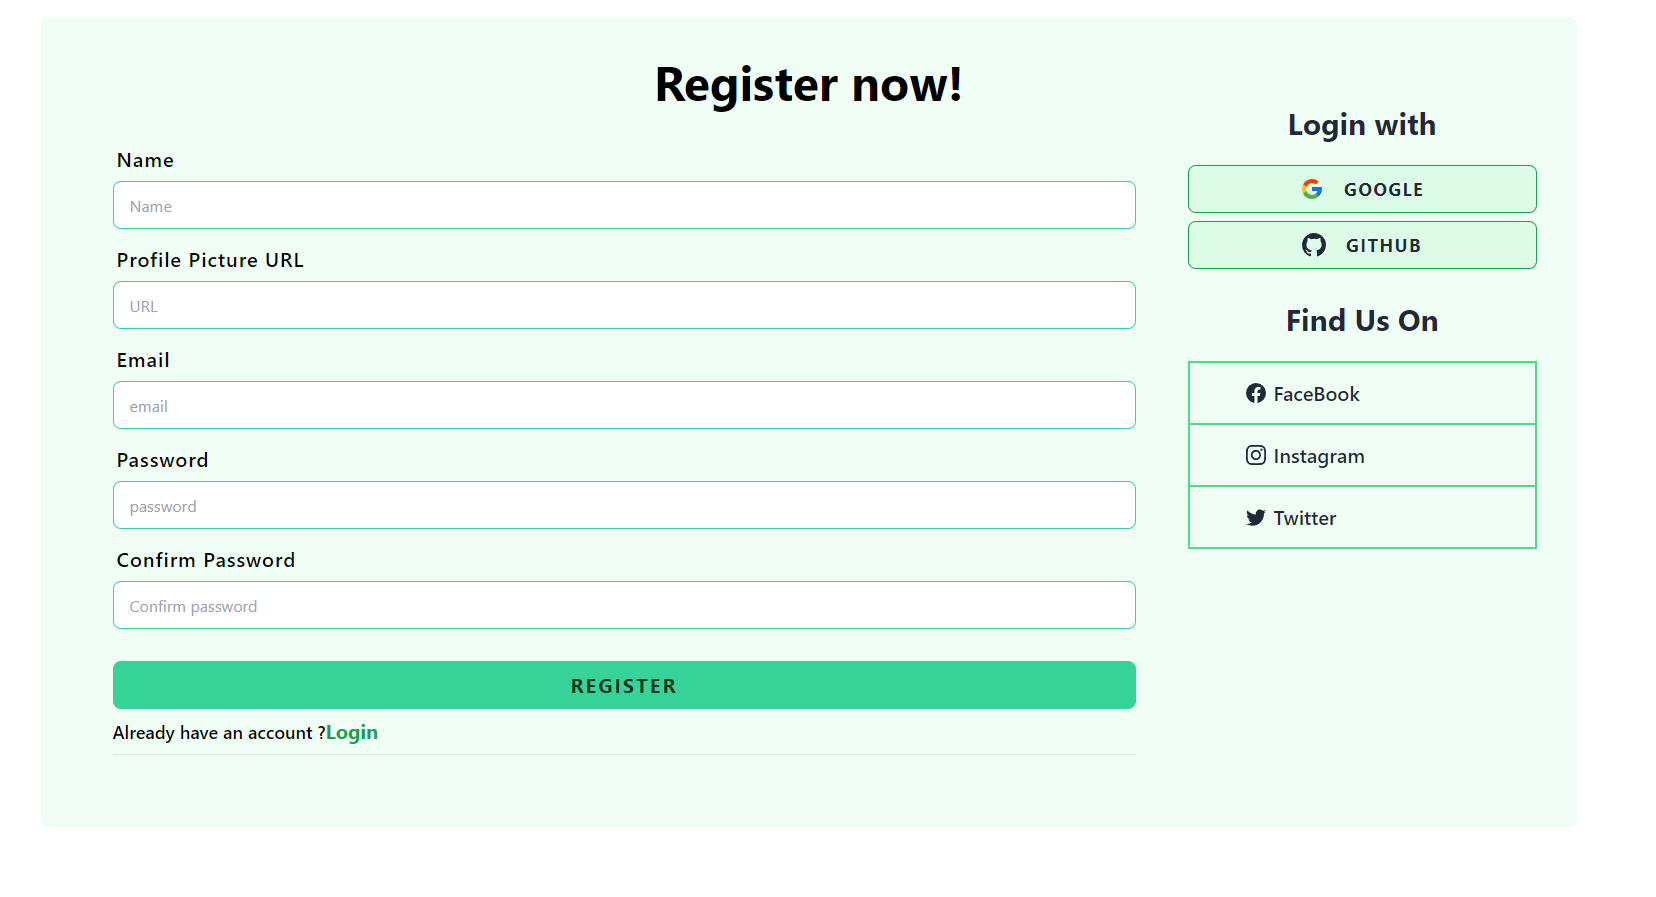 Register now!
Name
Name
Profile Picture URL
URL
Email
email
Password
password
Confirm Password
Confirm password
REGISTER
Already have an account ?Login
Login with
GOOGLE
GITHUB
Find Us On
FaceBook
Instagram
Twitter